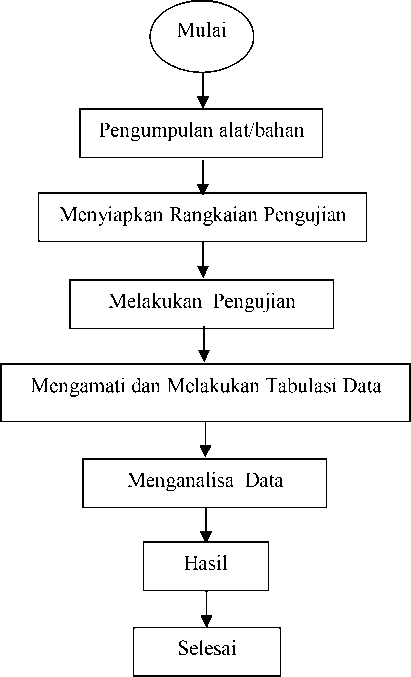 Mulai
Pengumpulan alat/bahan
Menyiapkan Rangkaian Pengujian
Melakukan Pengujian
Mengamati dan Melakukan Tabulasi Data
Menganalisa Data
Hasil
Selesai